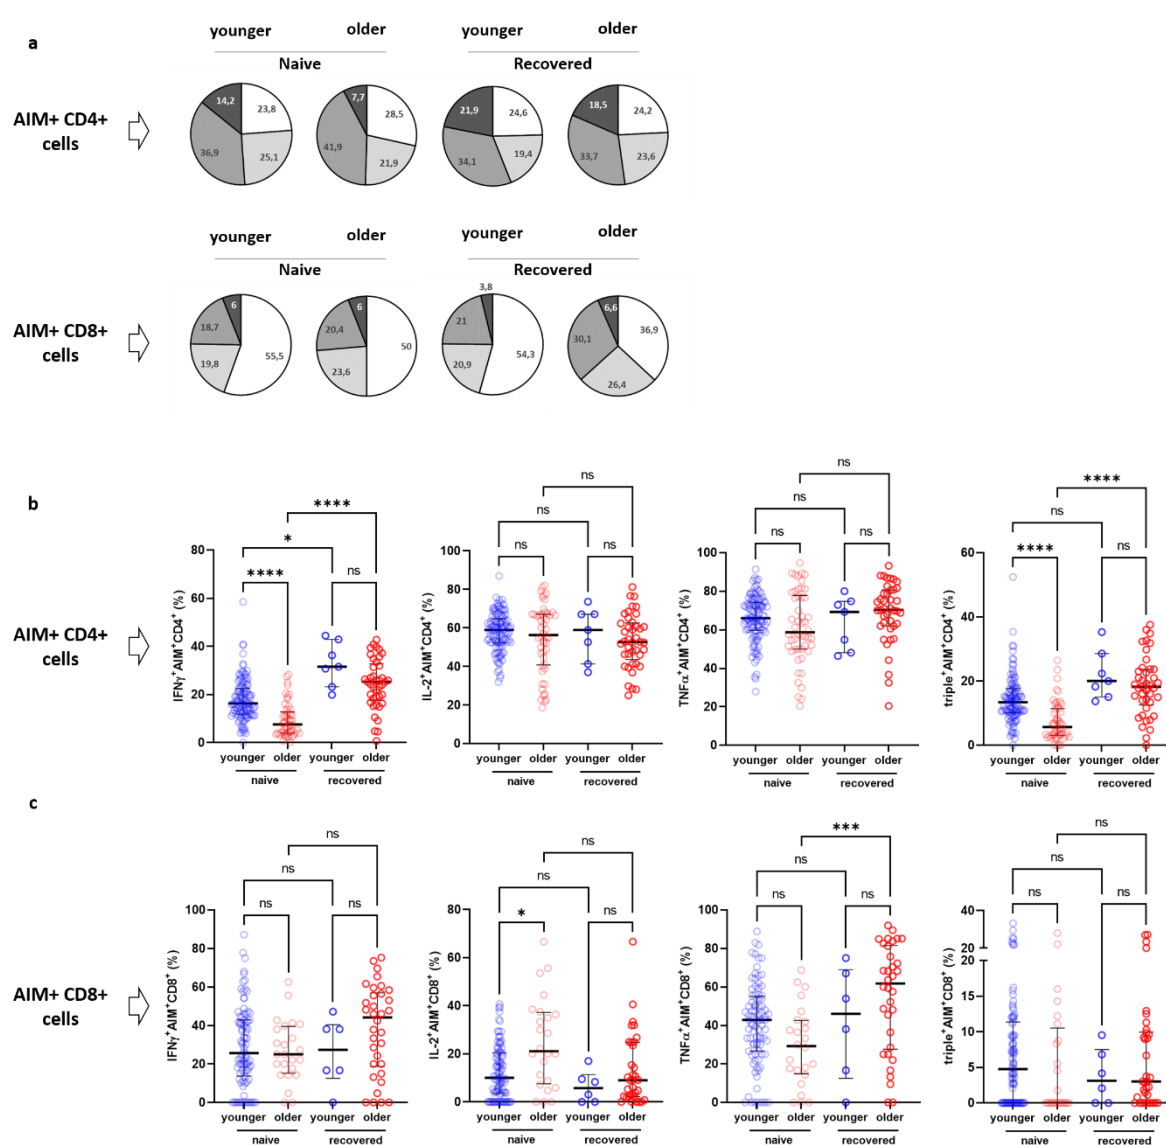 a
younger older younger older
Naive Recovered
AIM+ CD4+
cells
14,2 23,8 36,9 25,1
7,7 28,5 41,9 21,9
21,9 24,6 34,1 19,4
18,5 24,2 33,7 23,6
younger older younger older
Naive Recovered
AIM+ CD8+
cells
6 18,7 55,5 19,8
6 20,4 50 23,6
3,8 21 54,3 20,9
6,6 36,9 30,1 26,4
b
AIM+ CD4+
cells
IFNγ⁺AIM⁺CD4⁺ (%)
80
60
40
20
0
**** * **** ns
younger older younger older
naive recovered
IL-2⁺AIM⁺CD4⁺ (%)
100
80
60
40
20
0
ns ns ns ns
younger older younger older
naive recovered
TNFα⁺AIM⁺CD4⁺ (%)
100
80
60
40
20
0
ns ns ns ns
younger older younger older
naive recovered
triple⁺AIM⁺CD4⁺ (%)
60
40
20
0
**** ns **** ns
younger older younger older
naive recovered
c
AIM+ CD8+
cells
IFNγ⁺AIM⁺CD8⁺ (%)
100
80
60
40
20
0
ns ns ns ns
younger older younger older
naive recovered
IL-2⁺AIM⁺CD8⁺ (%)
80
60
40
20
0
* ns ns ns
younger older younger older
naive recovered
TNFα⁺AIM⁺CD8⁺ (%)
100
80
60
40
20
0
ns ns *** ns
younger older younger older
naive recovered
triple⁺AIM⁺CD8⁺ (%)
40
30
20
20
15
10
5
0
ns ns ns ns
younger older younger older
naive recovered